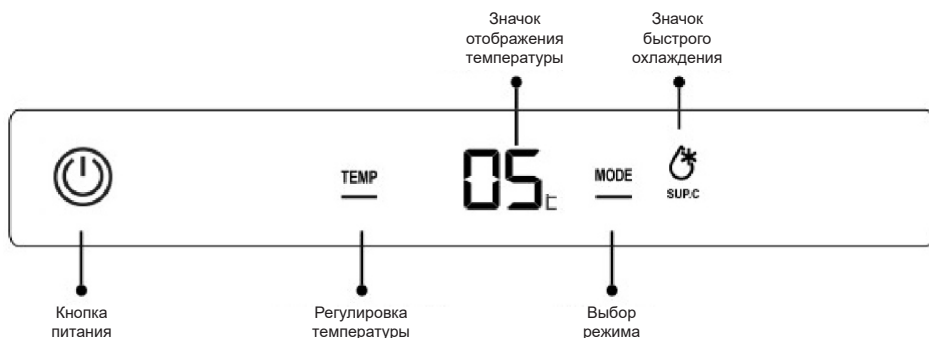 Значок
отображения
температуры
Значок
быстрого
охлаждения
TEMP
05
MODE
SUP.C
Кнопка
питания
Регулировка
температуры
Выбор
режима